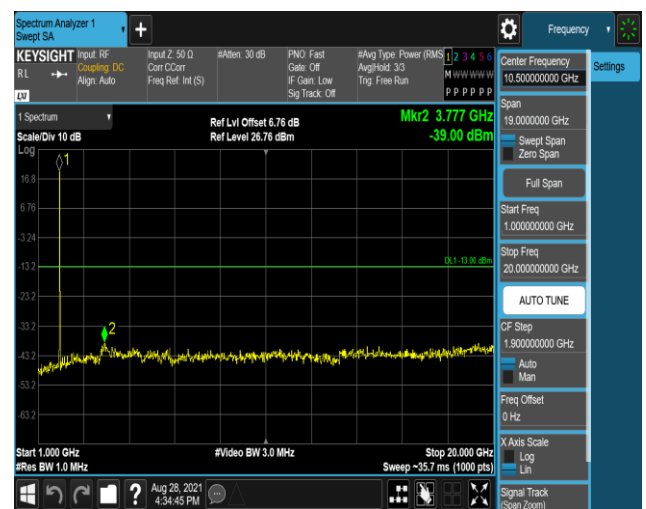 Spectrum Analyzer 1
Swept SA
Frequency
KEYSIGHT
RL
LXI
Input: RF
Coupling: DC
Align: Auto
Input Z: 50 Ω
Corr CCorr
Freq Ref: Int (S)
#Atten: 30 dB
PNO: Fast
Gate: Off
IF Gain: Low
Sig Track: Off
#Avg Type: Power (RMS
Avg|Hold: 3/3
Trig: Free Run
1 2 3 4 5 6
M W W W W W
P P P P P P
1 Spectrum
Scale/Div 10 dB
Ref Lvl Offset 6.76 dB
Ref Level 26.76 dBm
Mkr2 3.777 GHz
-39.00 dBm
Log
1
16.8
6.76
-3.24
-13.2
DL1 -13.00 dBm
-23.2
-33.2
2
-43.2
-53.2
-63.2
Start 1.000 GHz
#Res BW 1.0 MHz
#Video BW 3.0 MHz
Stop 20.000 GHz
Sweep ~35.7 ms (1000 pts)
?
Aug 28, 2021
4:34:45 PM
Center Frequency
10.500000000 GHz
Settings
Span
19.0000000 GHz
Swept Span
Zero Span
Full Span
Start Freq
1.000000000 GHz
Stop Freq
20.000000000 GHz
AUTO TUNE
CF Step
1.900000000 GHz
Auto
Man
Freq Offset
0 Hz
X Axis Scale
Log
Lin
Signal Track
(Span Zoom)